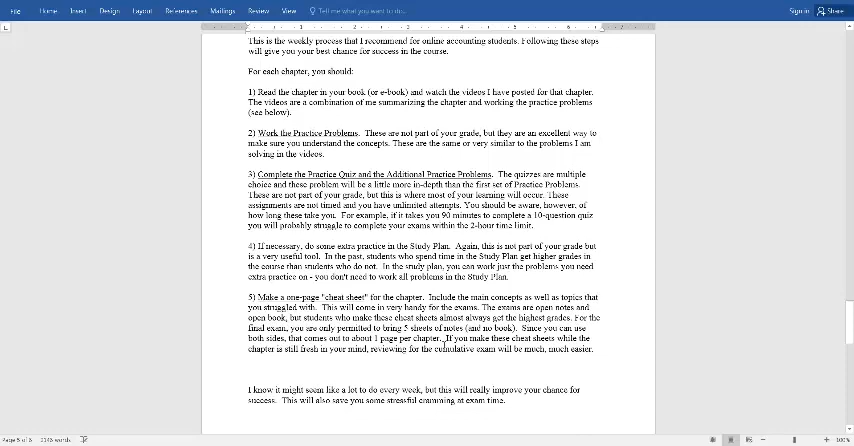 File Home Insert Design Layout References Mailings Review View Tell me what you want to do... Sign in Share
This is the weekly process that I recommend for online accounting students. Following these steps
will give you your best chance for success in the course.
For each chapter, you should:
1) Read the chapter in your book (or e-book) and watch the videos I have posted for that chapter.
The videos are a combination of me summarizing the chapter and working the practice problems
(see below).
2) Work the Practice Problems. These are not part of your grade, but they are an excellent way to
make sure you understand the concepts. These are the same or very similar to the problems I am
solving in the videos.
3) Complete the Practice Quiz and the Additional Practice Problems. The quizzes are multiple
choice and these problem will be a little more in-depth than the first set of Practice Problems.
These are not part of your grade, but this is where most of your learning will occur. These
assignments are not timed and you have unlimited attempts. You should be aware, however, of
how long these take you. For example, if it takes you 90 minutes to complete a 10-question quiz
you will probably struggle to complete your exams within the 2-hour time limit.
4) If necessary, do some extra practice in the Study Plan. Again, this is not part of your grade but
is a very useful tool. In the past, students who spend time in the Study Plan get higher grades in
the course than students who do not. In the study plan, you can work just the problems you need
extra practice on - you don't need to work all problems in the Study Plan.
5) Make a one-page "cheat sheet" for the chapter. Include the main concepts as well as topics that
you struggled with. This will come in very handy for the exams. The exams are open notes and
open book, but students who make these cheat sheets almost always get the highest grades. For the
final exam, you are only permitted to bring 5 sheets of notes (and no book). Since you can use
both sides, that comes out to about 1 page per chapter. If you make these cheat sheets while the
chapter is still fresh in your mind, reviewing for the cumulative exam will be much, much easier.
I know it might seem like a lot to do every week, but this will really improve your chance for
success. This will also save you some stressful cramming at exam time.
Page 5 of 6 2146 words 100%